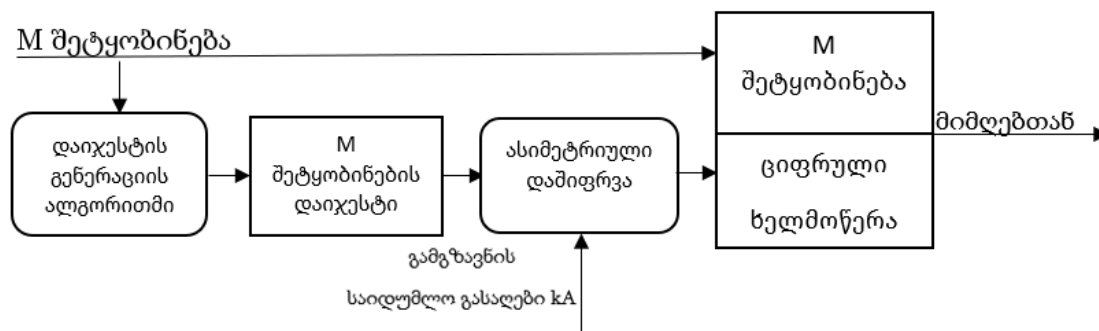 M შეტყობინება
დაიჯესტის
გენერაციის
ალგორითმი
M
შეტყობინების
დაიჯესტი
ასიმეტრიული
დაშიფრვა
გამგზავნის
საიდუმლო გასაღები kA
M
შეტყობინება
ციფრული
ხელმოწერა
მიმღებთან